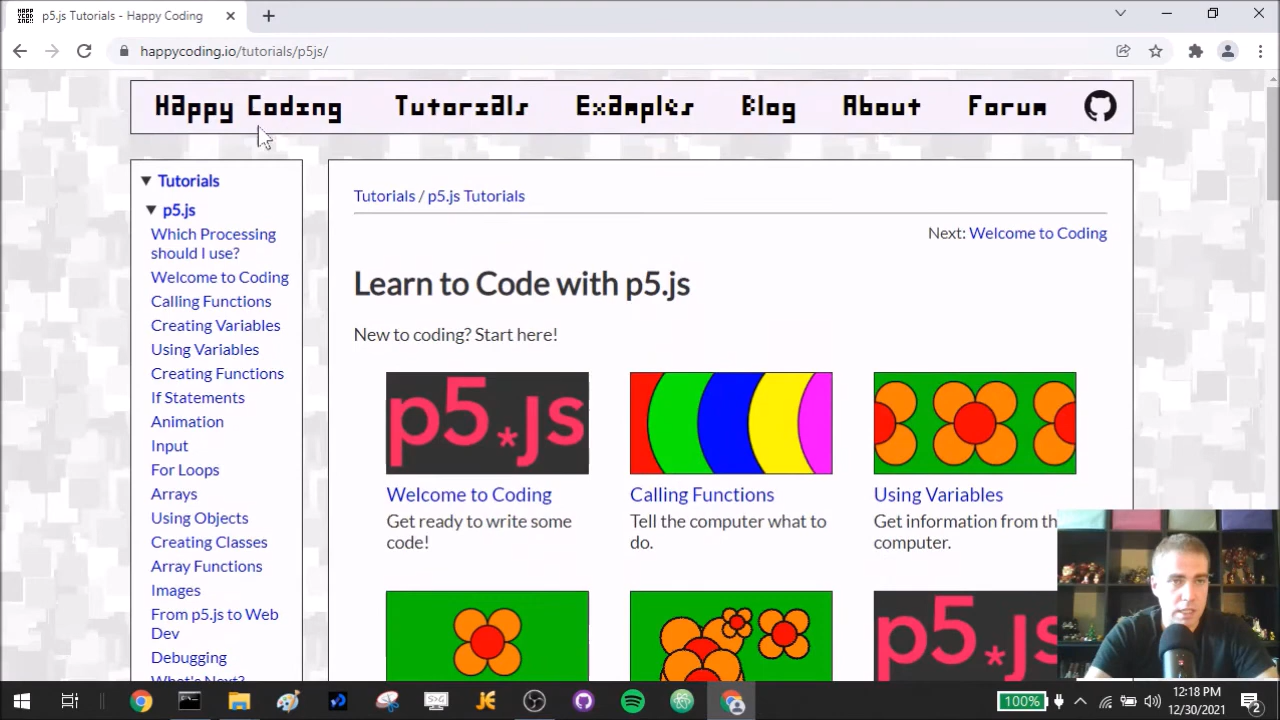 p5.js Tutorials - Happy Coding
happycoding.io/tutorials/p5js/
Happy Coding Tutorials Examples Blog About Forum
Tutorials
p5.js
Which Processing
should I use?
Welcome to Coding
Calling Functions
Creating Variables
Using Variables
Creating Functions
If Statements
Animation
Input
For Loops
Arrays
Using Objects
Creating Classes
Array Functions
Images
From p5.js to Web
Dev
Debugging
What's Next?
Tutorials / p5.js Tutorials
Next: Welcome to Coding
Learn to Code with p5.js
New to coding? Start here!
p5*js
Welcome to Coding
Get ready to write some
code!
Calling Functions
Tell the computer what to
do.
Using Variables
Get information from th
computer.
p5*js
100%
12:18 PM
12/30/2021
2